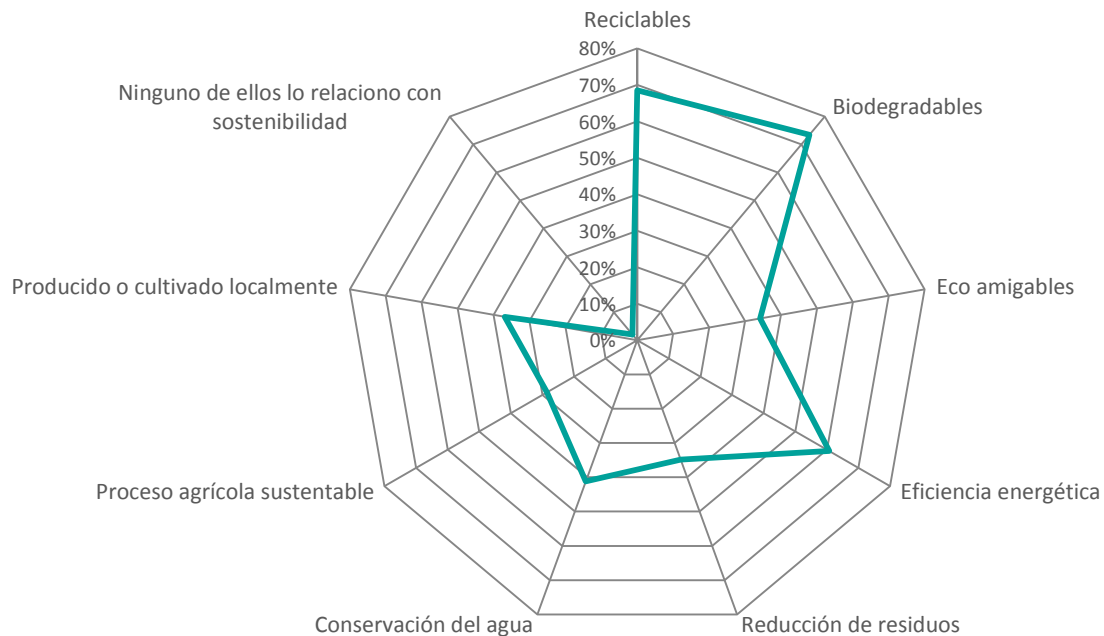 Reciclables
80%
70%
60%
50%
40%
30%
20%
10%
0%
Biodegradables
Eco amigables
Eficiencia energética
Reducción de residuos
Conservación del agua
Proceso agrícola sustentable
Producido o cultivado localmente
Ninguno de ellos lo relaciono con
sostenibilidad